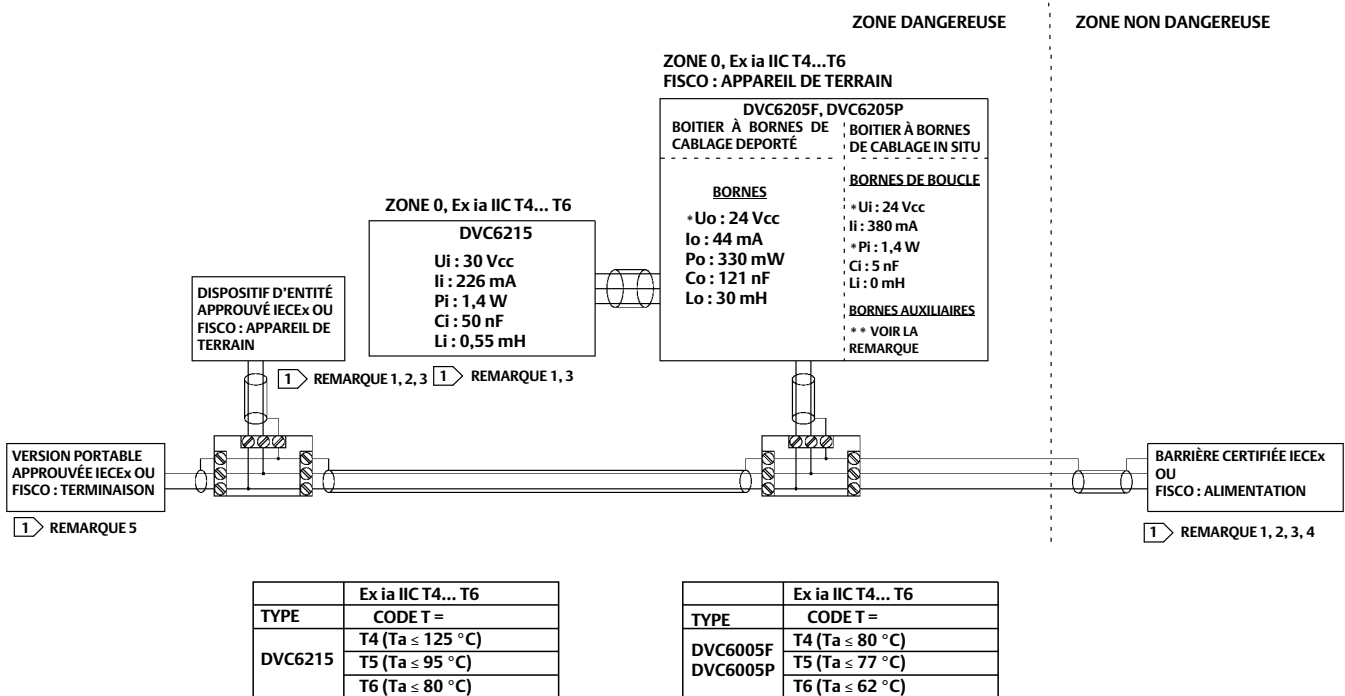 ZONE DANGEREUSE
ZONE NON DANGEREUSE
ZONE 0, Ex ia IIC T4...T6
FISCO : APPAREIL DE TERRAIN
DVC6205F, DVC6205P
BOITIER À BORNES DE
CABLAGE DEPORTÉ
BORNES
*Uo : 24 Vcc
Io : 44 mA
Po : 330 mW
Co : 121 nF
Lo : 30 mH
BOITIER À BORNES
DE CABLAGE IN SITU
BORNES DE BOUCLE
*Ui : 24 Vcc
Ii : 380 mA
*Pi : 1,4 W
Ci : 5 nF
Li : 0 mH
BORNES AUXILIAIRES
* * VOIR LA
REMARQUE
ZONE 0, Ex ia IIC T4... T6
DVC6215
Ui : 30 Vcc
Ii : 226 mA
Pi : 1,4 W
Ci : 50 nF
Li : 0,55 mH
1 REMARQUE 1, 3
DISPOSITIF D'ENTITÉ
APPROUVÉ IECEx OU
FISCO : APPAREIL DE
TERRAIN
1 REMARQUE 1, 2, 3
VERSION PORTABLE
APPROUVÉE IECEx OU
FISCO : TERMINAISON
1 REMARQUE 5
BARRIÈRE CERTIFIÉE IECEx
OU
FISCO : ALIMENTATION
1 REMARQUE 1, 2, 3, 4
Ex ia IIC T4... T6
TYPE CODE T =
DVC6215
T4 (Ta ≤ 125 °C)
T5 (Ta ≤ 95 °C)
T6 (Ta ≤ 80 °C)
Ex ia IIC T4... T6
TYPE CODE T =
DVC6005F
DVC6005P
T4 (Ta ≤ 80 °C)
T5 (Ta ≤ 77 °C)
T6 (Ta ≤ 62 °C)